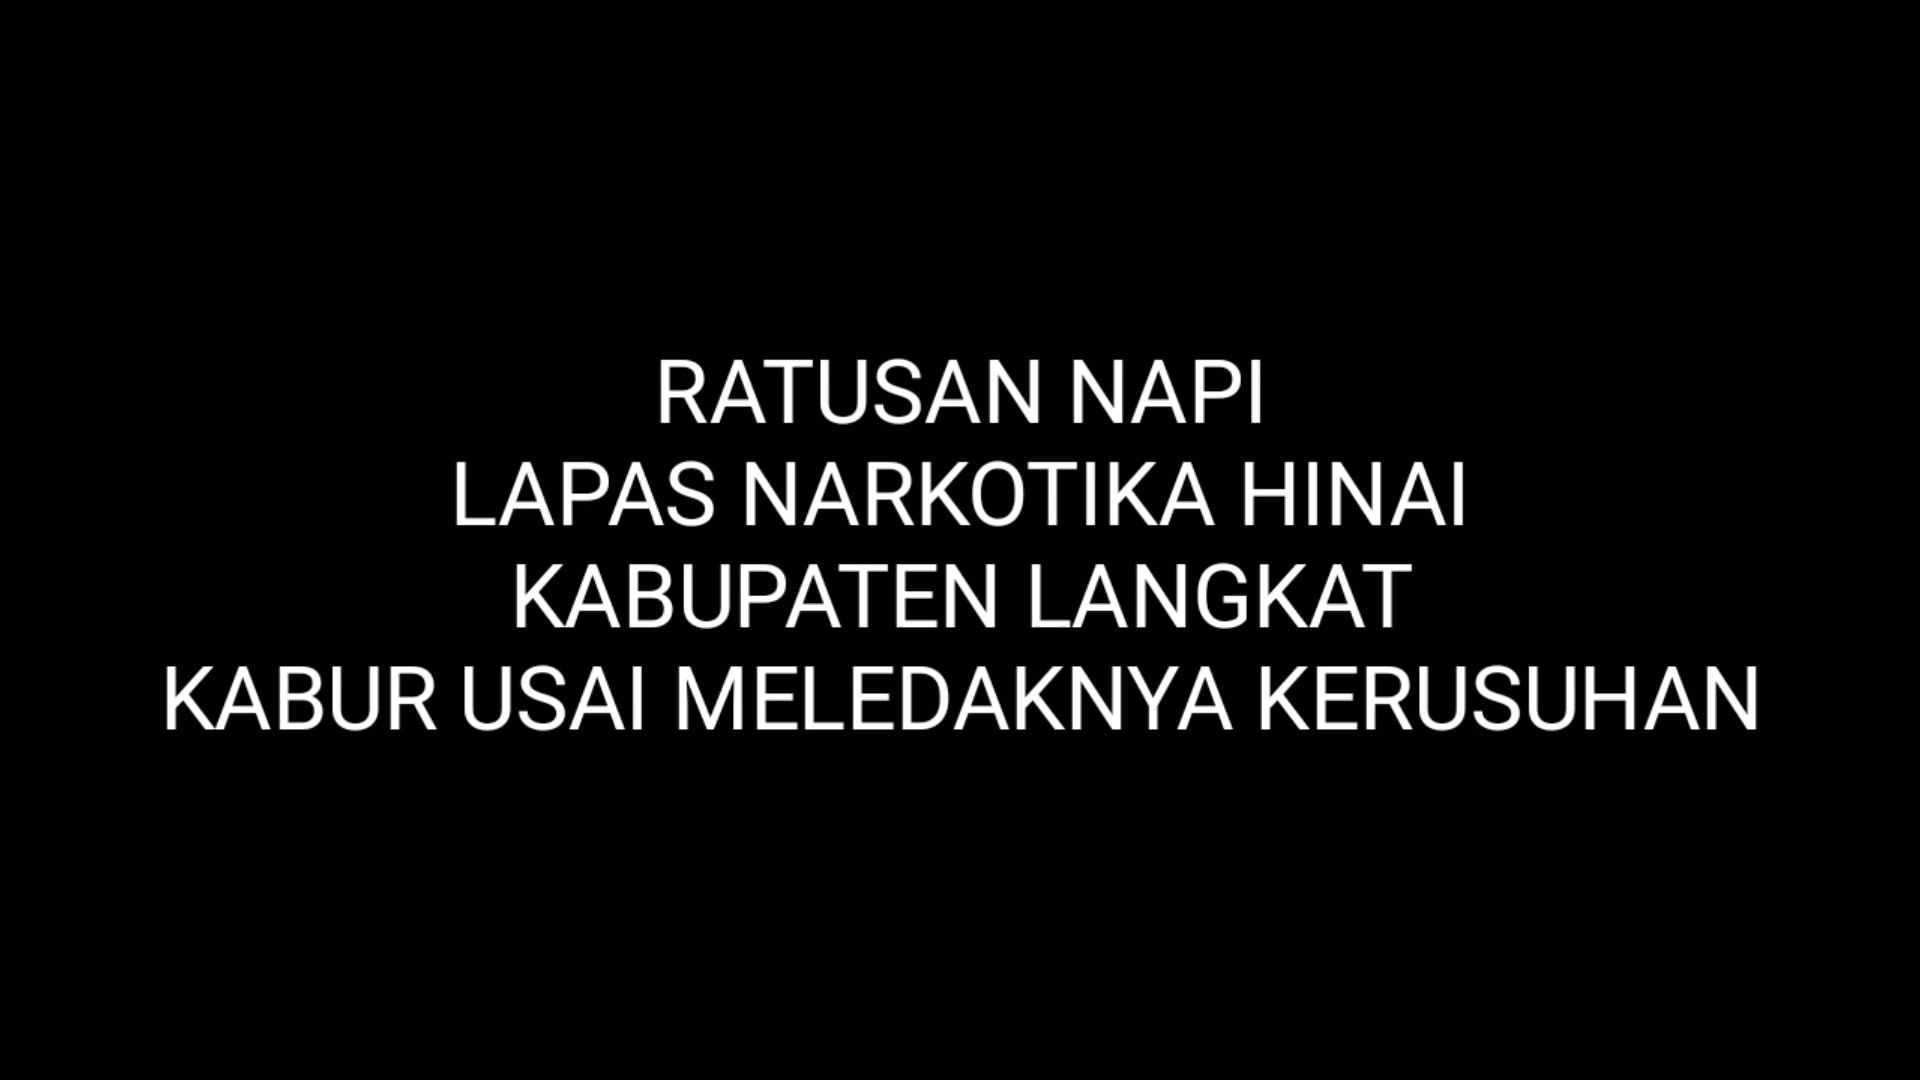 RATUSAN NAPI
LAPAS NARKOTIKA HINAI
KABUPATEN LANGKAT
KABUR USAI MELEDAKNYA KERUSUHAN